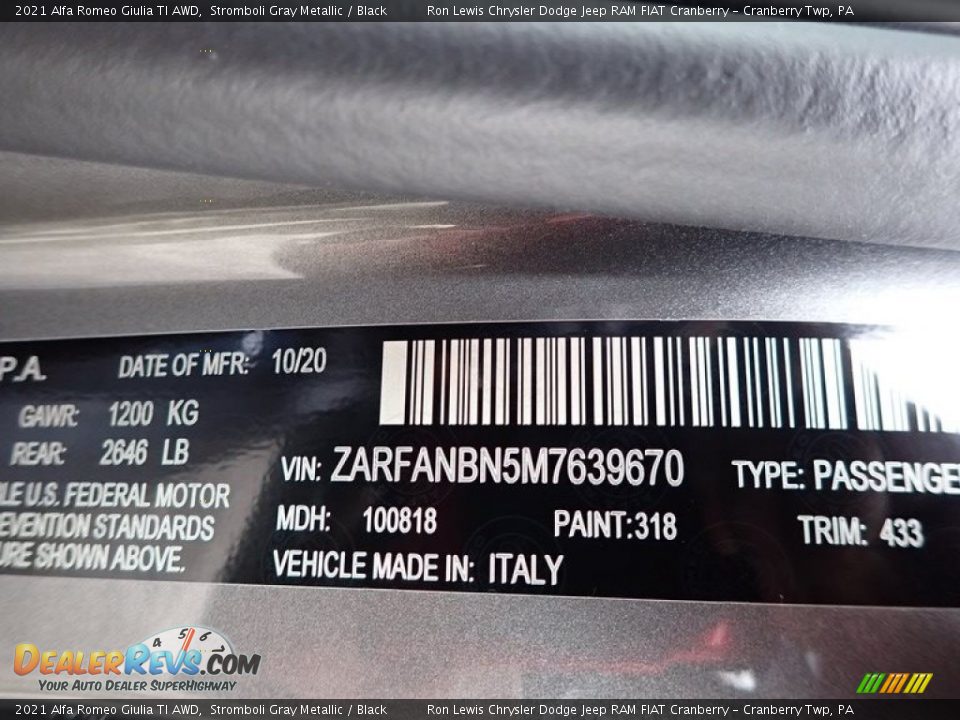 2021 Alfa Romeo Giulia TI AWD, Stromboli Gray Metallic / Black Ron Lewis Chrysler Dodge Jeep RAM FIAT Cranberry - Cranberry Twp, PA
P.A. DATE OF MFR: 10/20
GAWR: 1200 KG
REAR: 2646 LB
VIN: ZARFANBN5M7639670 TYPE: PASSENGE
U.S. FEDERAL MOTOR
STANDARDS
MDH: 100818 PAINT:318 TRIM: 433
SHOWN ABOVE.
VEHICLE MADE IN: ITALY
4 5 6
DEALERREVS.COM
YOUR AUTO DEALER SUPERHIGHWAY
2021 Alfa Romeo Giulia TI AWD, Stromboli Gray Metallic / Black Ron Lewis Chrysler Dodge Jeep RAM FIAT Cranberry - Cranberry Twp, PA